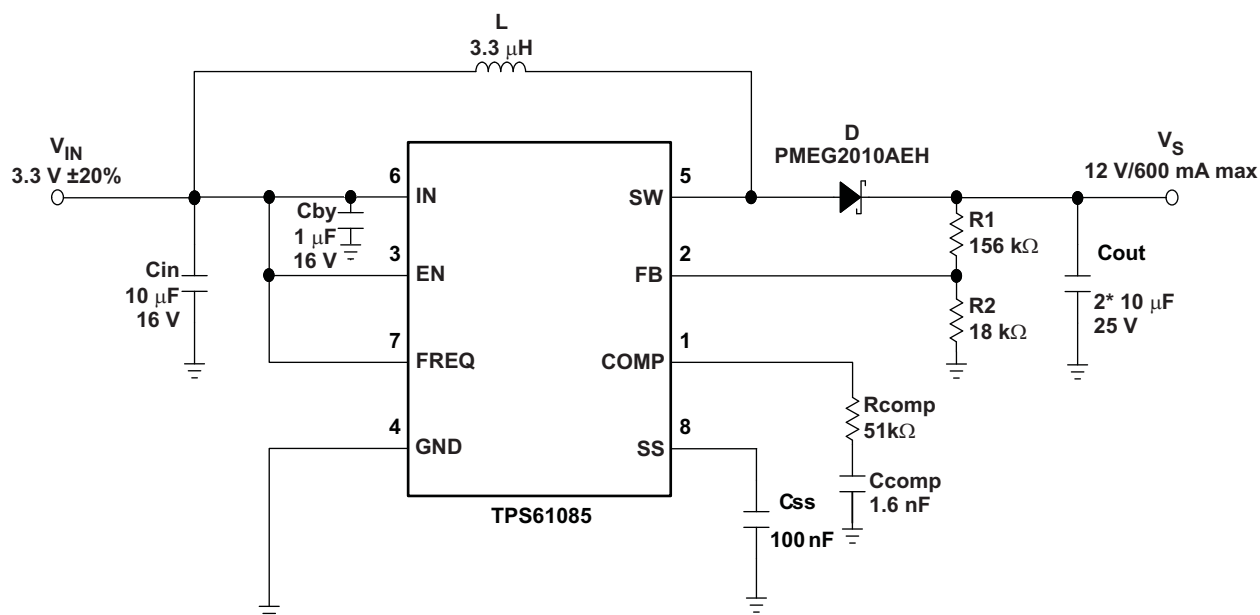 L
3.3 μH
V_IN
3.3 V ±20%
D
PMEG2010AEH
V_S
12 V/600 mA max
6
IN
5
SW
Cby
1 μF
16 V
R1
156 kΩ
Cin
10 μF
16 V
3
EN
2
FB
Cout
2* 10 μF
25 V
R2
18 kΩ
7
FREQ
1
COMP
Rcomp
51kΩ
4
GND
8
SS
Ccomp
1.6 nF
TPS61085
Css
100 nF